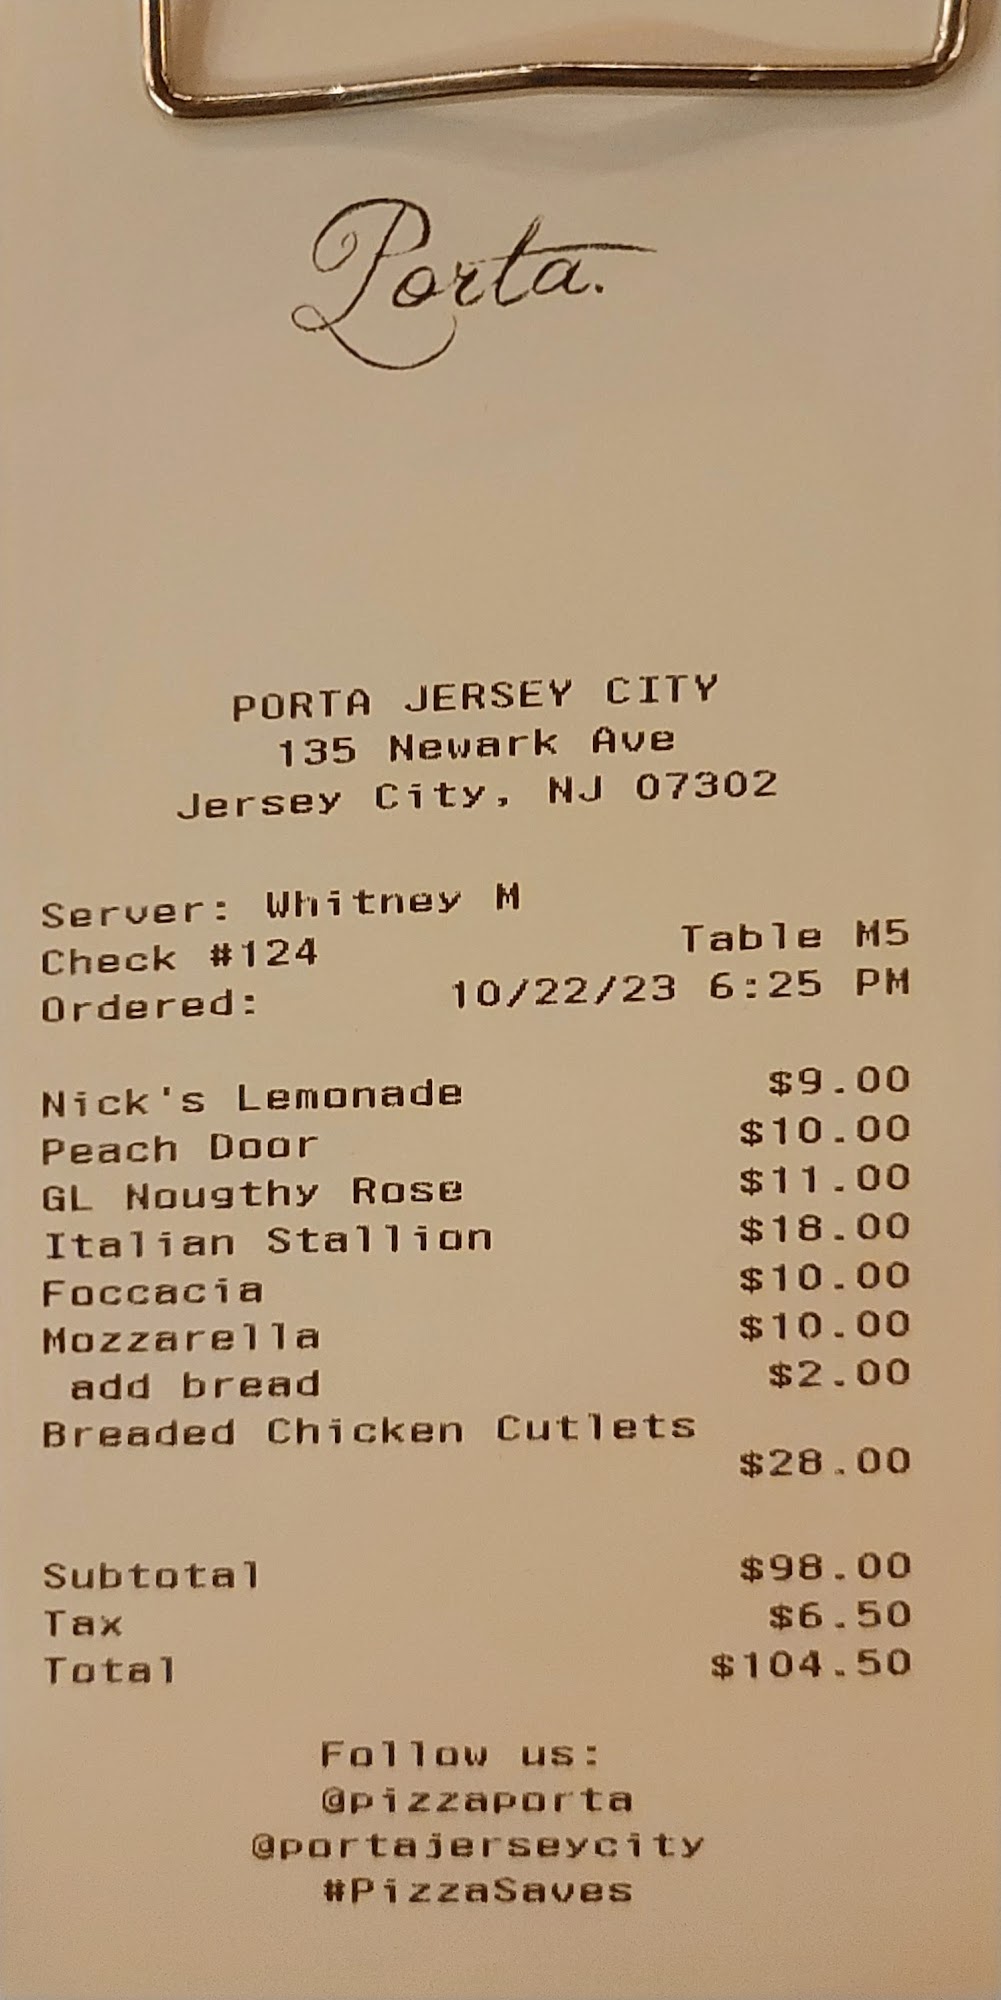 Porta.
PORTA JERSEY CITY
135 Newark Ave
Jersey City, NJ 07302
Server: Whitney M
Check #124 Table M5
Ordered: 10/22/23 6:25 PM
Nick's Lemonade $9.00
Peach Door $10.00
GL Nougthy Rose $11.00
Italian Stallion $18.00
Foccacia $10.00
Mozzarella $10.00
add bread $2.00
Breaded Chicken Cutlets
$28.00
Subtotal $98.00
Tax $6.50
Total $104.50
Follow us:
@pizzaporta
@portajerseycity
#PizzaSaves